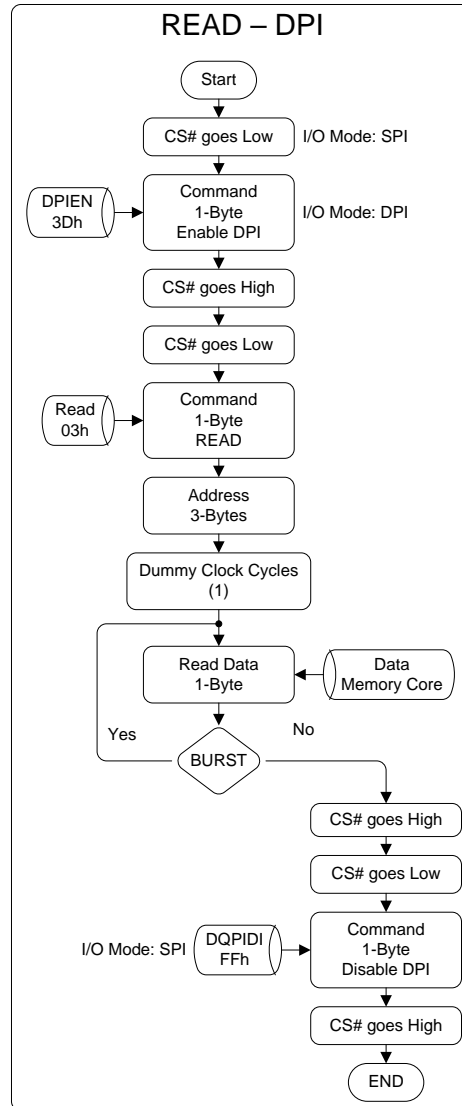 READ – DPI
Start
CS# goes Low
I/O Mode: SPI
DPIEN
3Dh
Command
1-Byte
Enable DPI
I/O Mode: DPI
CS# goes High
CS# goes Low
Read
03h
Command
1-Byte
READ
Address
3-Bytes
Dummy Clock Cycles
(1)
Read Data
1-Byte
Data
Memory Core
Yes
No
BURST
CS# goes High
CS# goes Low
I/O Mode: SPI
DQPIDI
FFh
Command
1-Byte
Disable DPI
CS# goes High
END